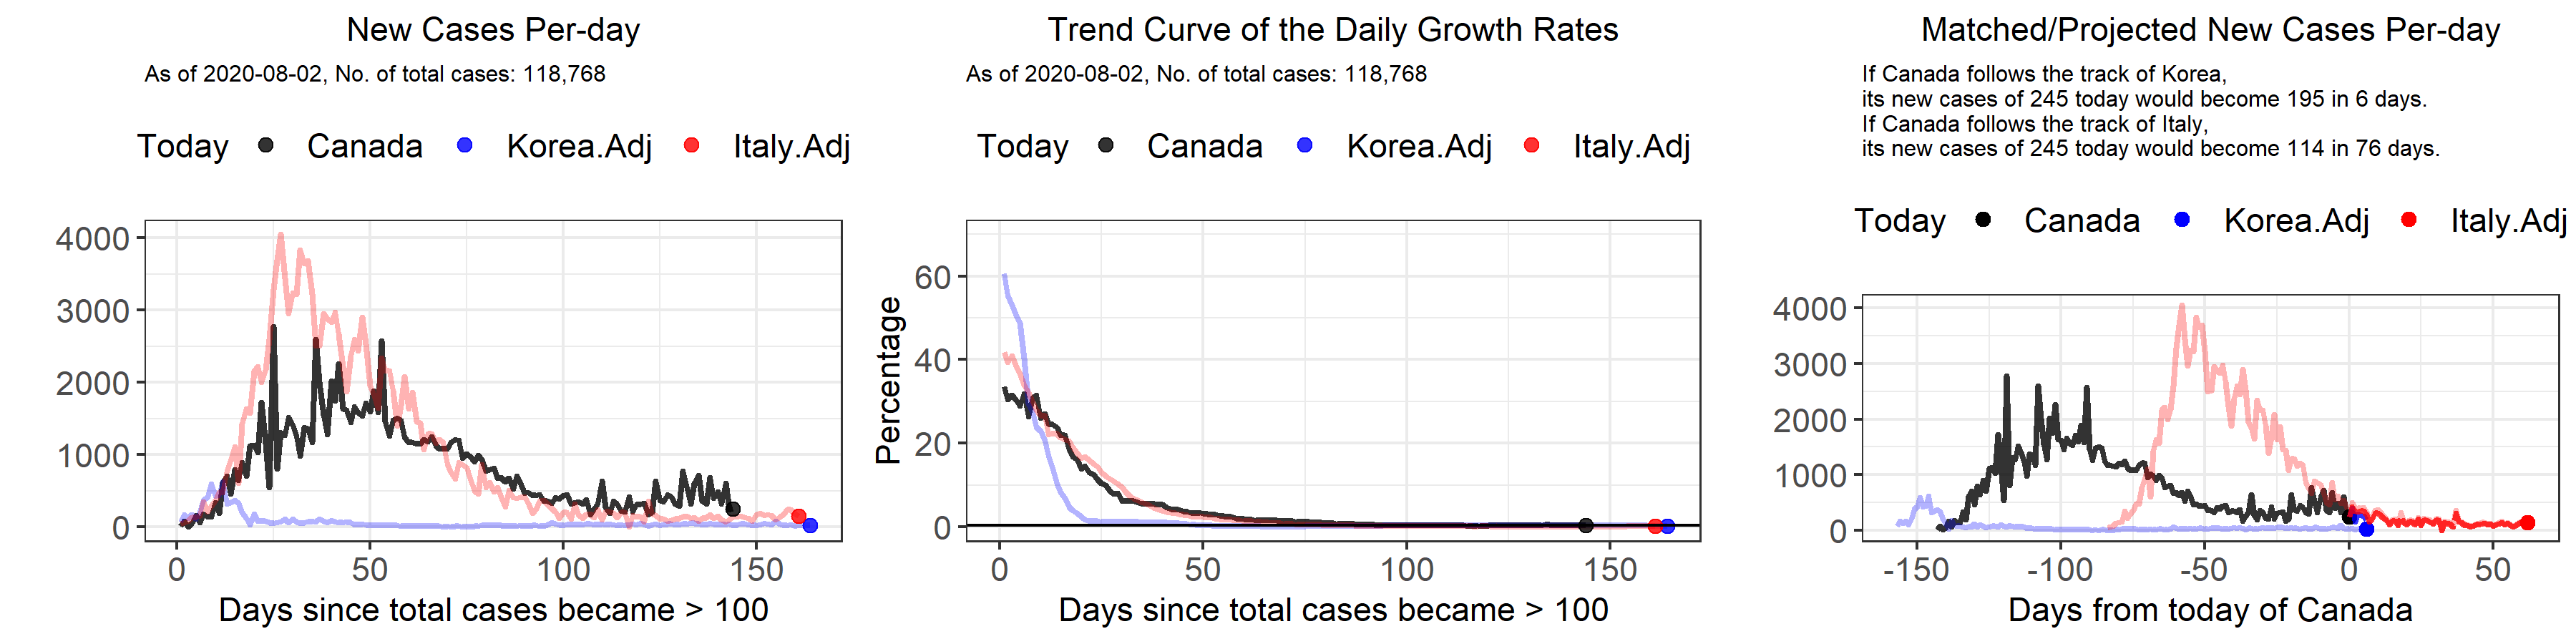 New Cases Per-day
As of 2020-08-02, No. of total cases: 118,768
Today Canada Korea.Adj Italy.Adj
4000
3000
2000
1000
0
0 50 100 150
Days since total cases became > 100
Trend Curve of the Daily Growth Rates
As of 2020-08-02, No. of total cases: 118,768
Today Canada Korea.Adj Italy.Adj
Percentage
60
40
20
0
0 50 100 150
Days since total cases became > 100
Matched/Projected New Cases Per-day
If Canada follows the track of Korea,
its new cases of 245 today would become 195 in 6 days.
If Canada follows the track of Italy,
its new cases of 245 today would become 114 in 76 days.
Today Canada Korea.Adj Italy.Adj
4000
3000
2000
1000
0
-150 -100 -50 0 50
Days from today of Canada